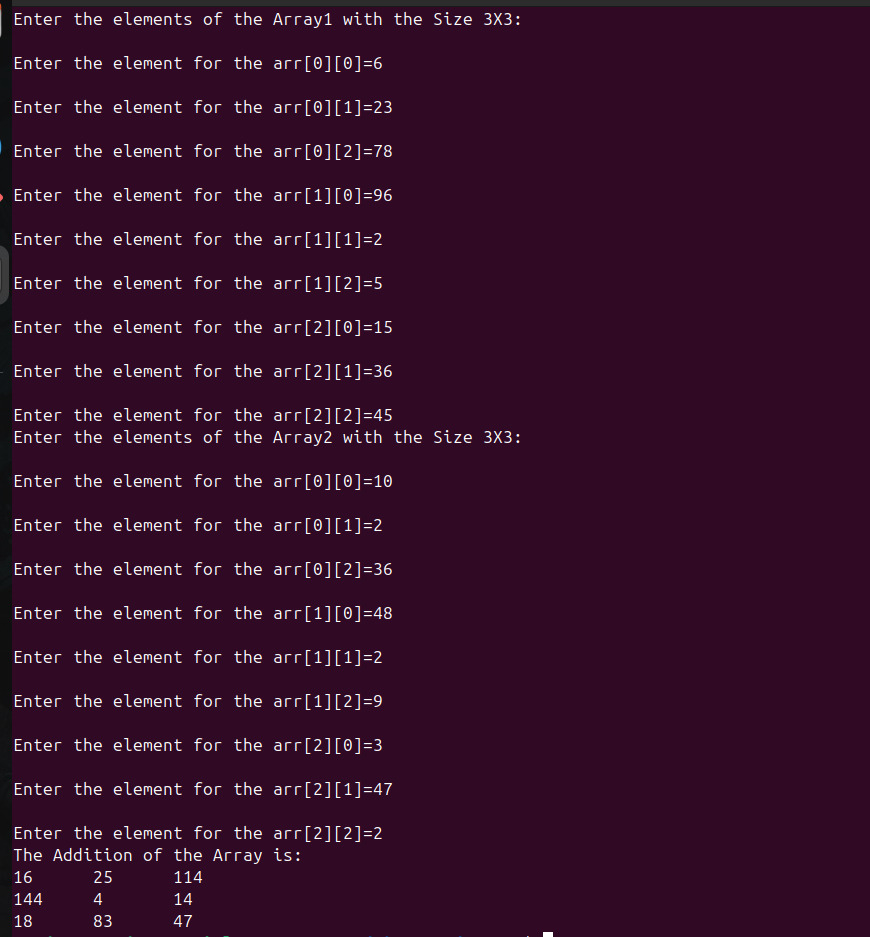 Enter the elements of the Array1 with the Size 3X3:
Enter the element for the arr[0][0]=6
Enter the element for the arr[0][1]=23
Enter the element for the arr[0][2]=78
Enter the element for the arr[1][0]=96
Enter the element for the arr[1][1]=2
Enter the element for the arr[1][2]=5
Enter the element for the arr[2][0]=15
Enter the element for the arr[2][1]=36
Enter the element for the arr[2][2]=45
Enter the elements of the Array2 with the Size 3X3:
Enter the element for the arr[0][0]=10
Enter the element for the arr[0][1]=2
Enter the element for the arr[0][2]=36
Enter the element for the arr[1][0]=48
Enter the element for the arr[1][1]=2
Enter the element for the arr[1][2]=9
Enter the element for the arr[2][0]=3
Enter the element for the arr[2][1]=47
Enter the element for the arr[2][2]=2
The Addition of the Array is:
16 25 114
144 4 14
18 83 47